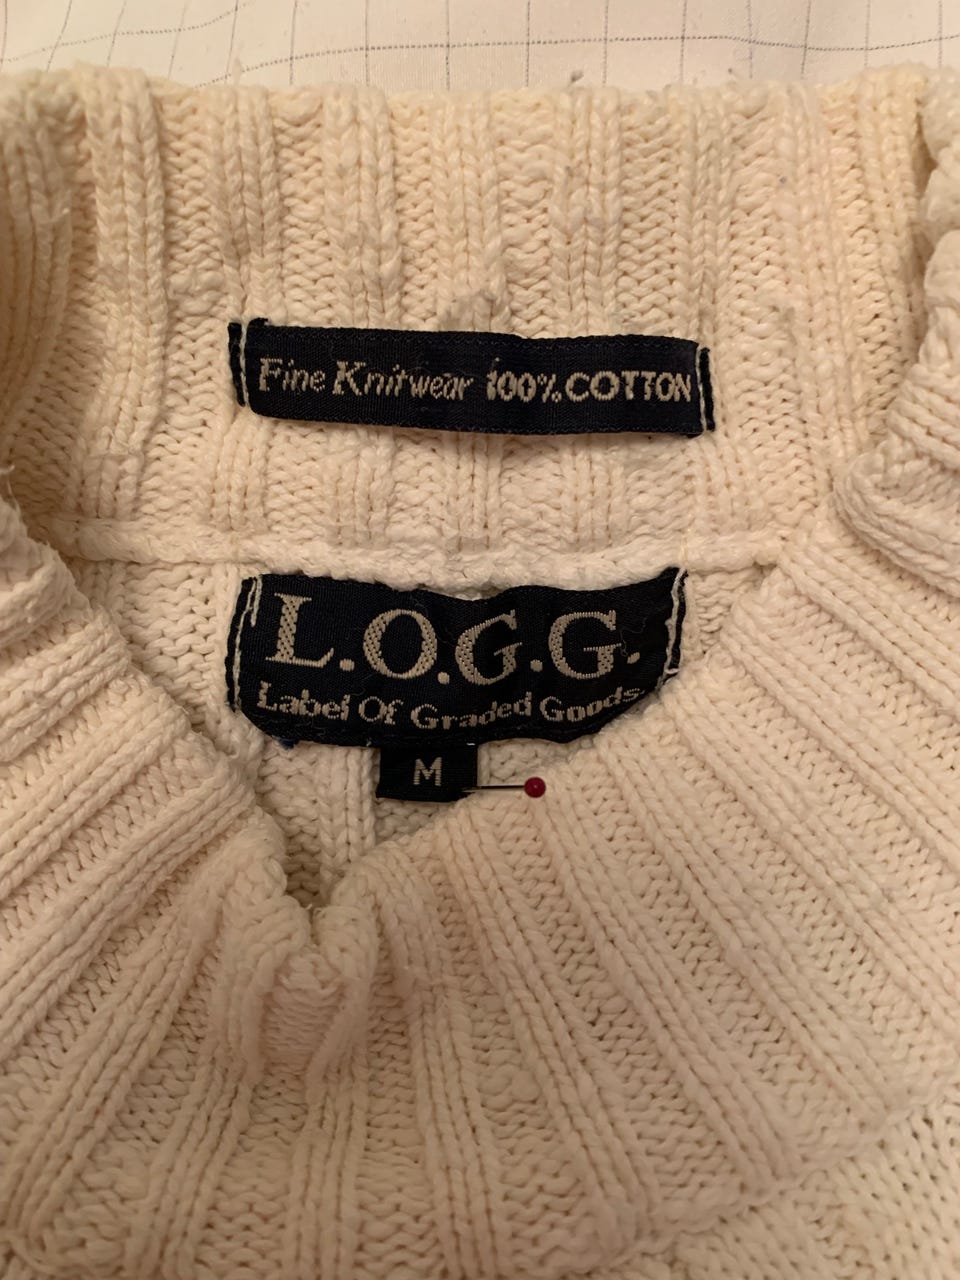 Fine Knitwear 100% COTTON
L.O.G.G.
Label Of Graded Goods
M